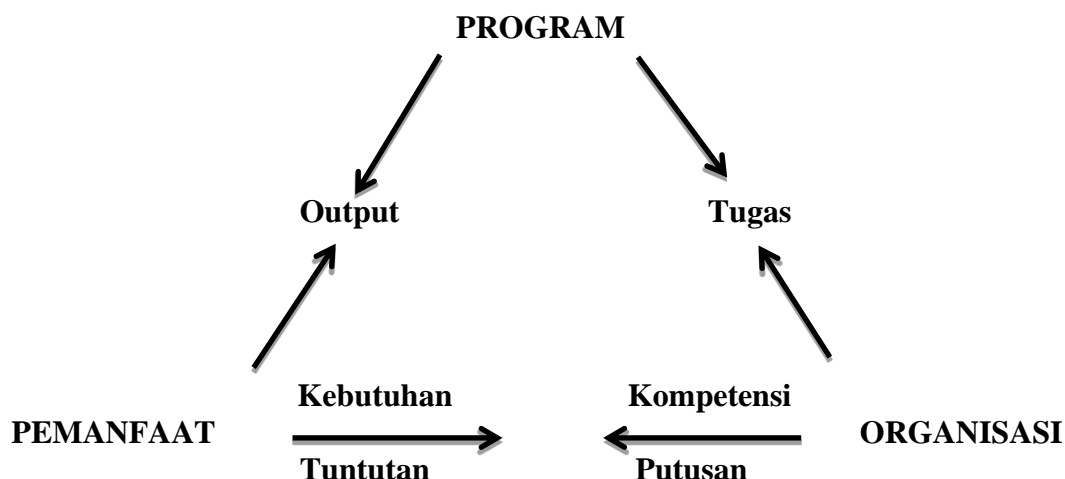 PROGRAM
Output Tugas
Kebutuhan Kompetensi
PEMANFAAT ORGANISASI
Tuntutan Putusan